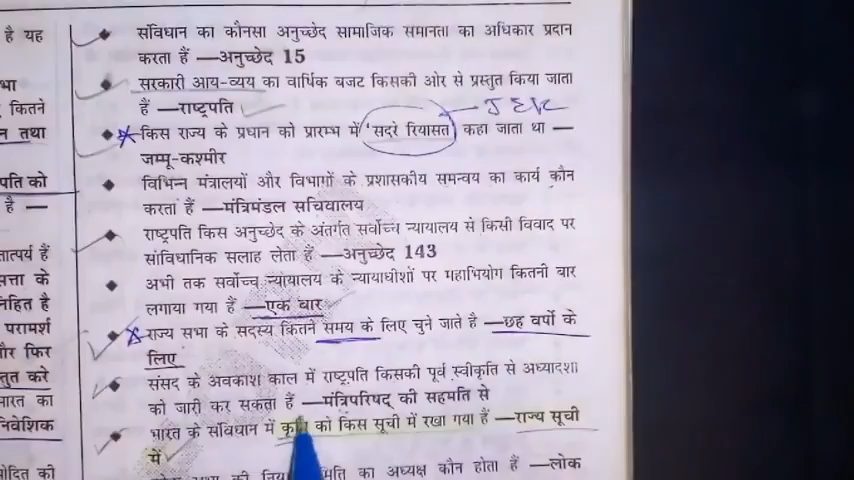 है यह
भा
कितने
न तथा
पति को
है —
तात्पर्य हैं
सत्ता के
निहित है
परामर्श
और फिर
तुत करे
भारत का
निवेशिक
मोदित की
संविधान का कौनसा अनुच्छेद सामाजिक समानता का अधिकार प्रदान
करता हैं —अनुच्छेद 15
सरकारी आय-व्यय का वार्षिक बजट किसकी ओर से प्रस्तुत किया जाता
हैं —राष्ट्रपति
J & K
किस राज्य के प्रधान को प्रारम्भ में 'सदरे रियासत' कहा जाता था —
जम्मू-कश्मीर
विभिन्न मंत्रालयों और विभागों के प्रशासकीय समन्वय का कार्य कौन
करता हैं —मंत्रिमंडल सचिवालय
राष्ट्रपति किस अनुच्छेद के अंतर्गत सर्वोच्च न्यायालय से किसी विवाद पर
सांविधानिक सलाह लेता हैं —अनुच्छेद 143
अभी तक सर्वोच्च न्यायालय के न्यायाधीशों पर महाभियोग कितनी बार
लगाया गया हैं —एक बार
राज्य सभा के सदस्य कितने समय के लिए चुने जाते है —छह वर्षो के
लिए
संसद के अवकाश काल में राष्ट्रपति किसकी पूर्व स्वीकृति से अध्यादेश
को जारी कर सकता हैं —मंत्रिपरिषद् की सहमति से
भारत के संविधान में को किस सूची में रखा गया हैं —राज्य सूची
में
का अध्यक्ष कौन होता हैं —लोक